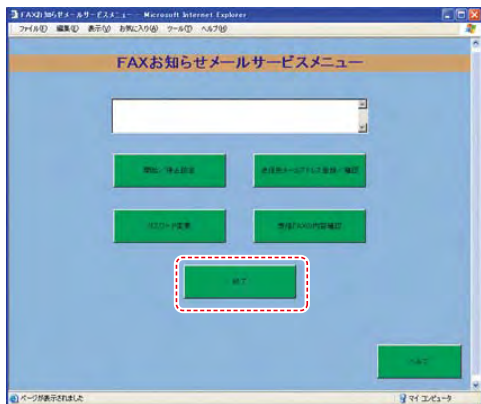 FAXお知らせメールサービスメニュー - Microsoft Internet Explorer
ファイル(F) 編集(E) 表示(V) お気に入り(A) ツール(T) ヘルプ(H)
FAXお知らせメールサービスメニュー
開始/停止設定 送信先メールアドレス登録/確認
パスワード変更 受信FAXの内容確認
終了
ヘルプ
ページが表示されました マイ コンピュータ